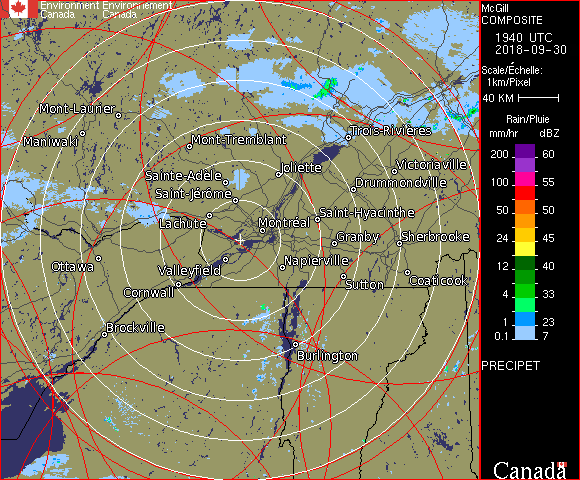 Environment Environnement
Canada Canada
McGill
COMPOSITE
1940 UTC
2018-09-30
Scale/Échelle:
1km/Pixel
40 KM
Rain/Pluie
mm/hr dBZ
200 60
150 57
100 55
50 50
24 45
12 40
4 33
1 23
0.1 7
PRECIPET
Canada
Mont-Laurier
Maniwaki
Mont-Tremblant
Trois-Rivières
Sainte-Adèle
Joliette
Victoriaville
Saint-Jérôme
Drummondville
Lachute
Montréal
Saint-Hyacinthe
Granby
Sherbrooke
Ottawa
Valleyfield
Napierville
Cornwall
Sutton
Coaticook
Brockville
Burlington